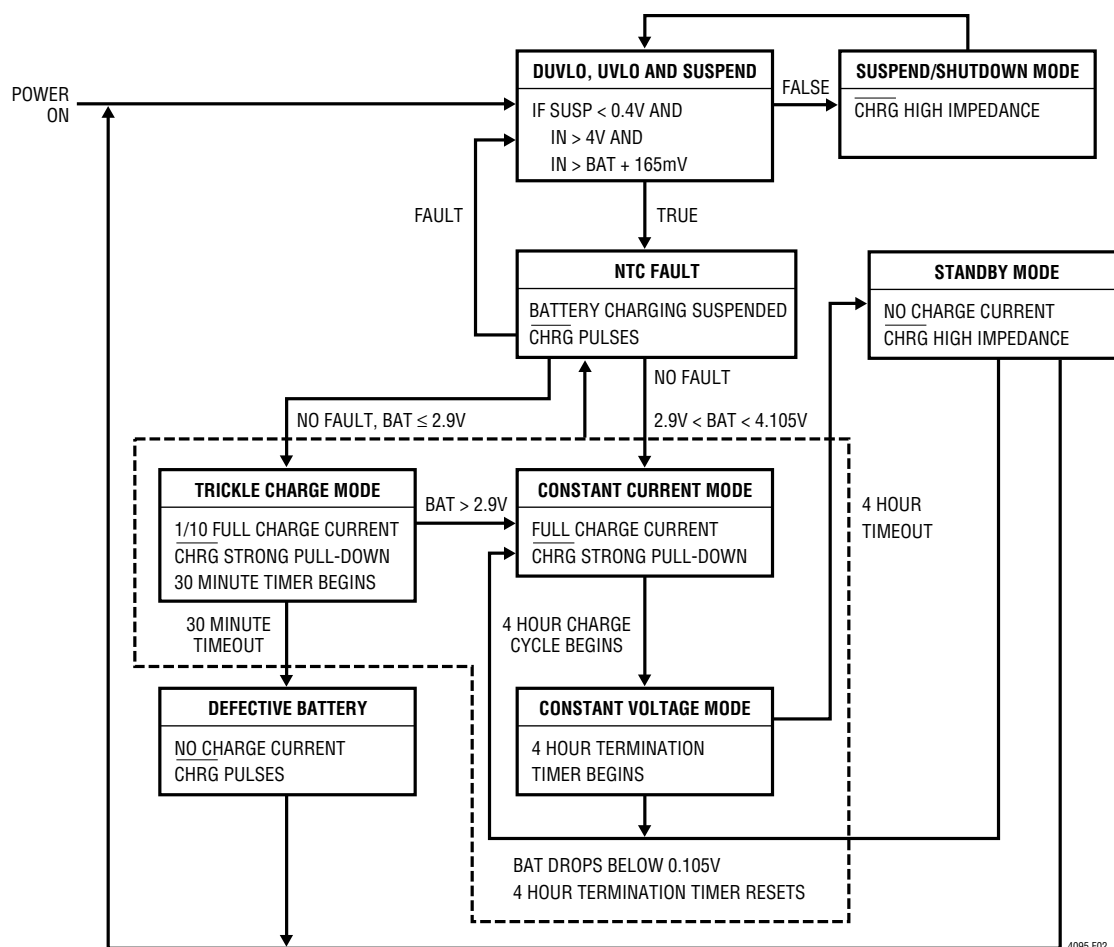 DUVLO, UVLO AND SUSPEND
IF SUSP < 0.4V AND
IN > 4V AND
IN > BAT + 165mV
SUSPEND/SHUTDOWN MODE
CHRG HIGH IMPEDANCE
POWER
ON
FALSE
FAULT
TRUE
NTC FAULT
BATTERY CHARGING SUSPENDED
CHRG PULSES
STANDBY MODE
NO CHARGE CURRENT
CHRG HIGH IMPEDANCE
NO FAULT
NO FAULT, BAT ≤ 2.9V
2.9V < BAT < 4.105V
TRICKLE CHARGE MODE
1/10 FULL CHARGE CURRENT
CHRG STRONG PULL-DOWN
30 MINUTE TIMER BEGINS
BAT > 2.9V
CONSTANT CURRENT MODE
FULL CHARGE CURRENT
CHRG STRONG PULL-DOWN
4 HOUR
TIMEOUT
30 MINUTE
TIMEOUT
4 HOUR CHARGE
CYCLE BEGINS
DEFECTIVE BATTERY
NO CHARGE CURRENT
CHRG PULSES
CONSTANT VOLTAGE MODE
4 HOUR TERMINATION
TIMER BEGINS
BAT DROPS BELOW 0.105V
4 HOUR TERMINATION TIMER RESETS
4095 F02